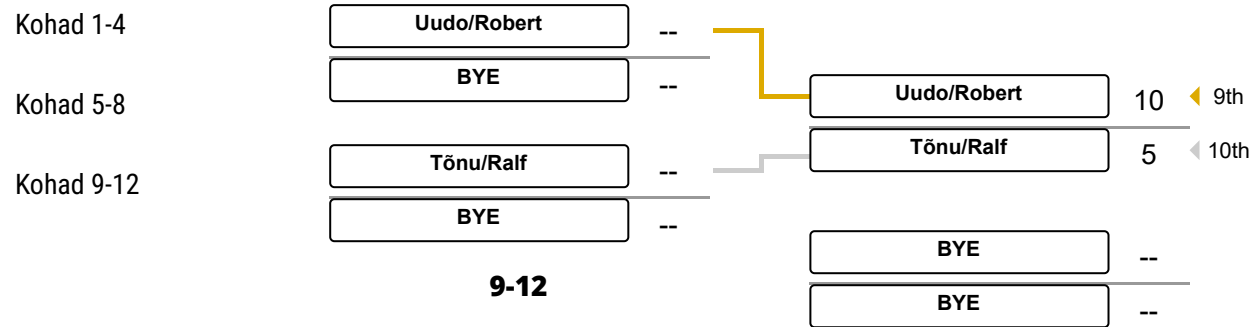 Kohad 1-4
Kohad 5-8
Kohad 9-12
Uudo/Robert --
BYE --
Tõnu/Ralf --
BYE --
9-12
Uudo/Robert 10 9th
Tõnu/Ralf 5 10th
BYE --
BYE --